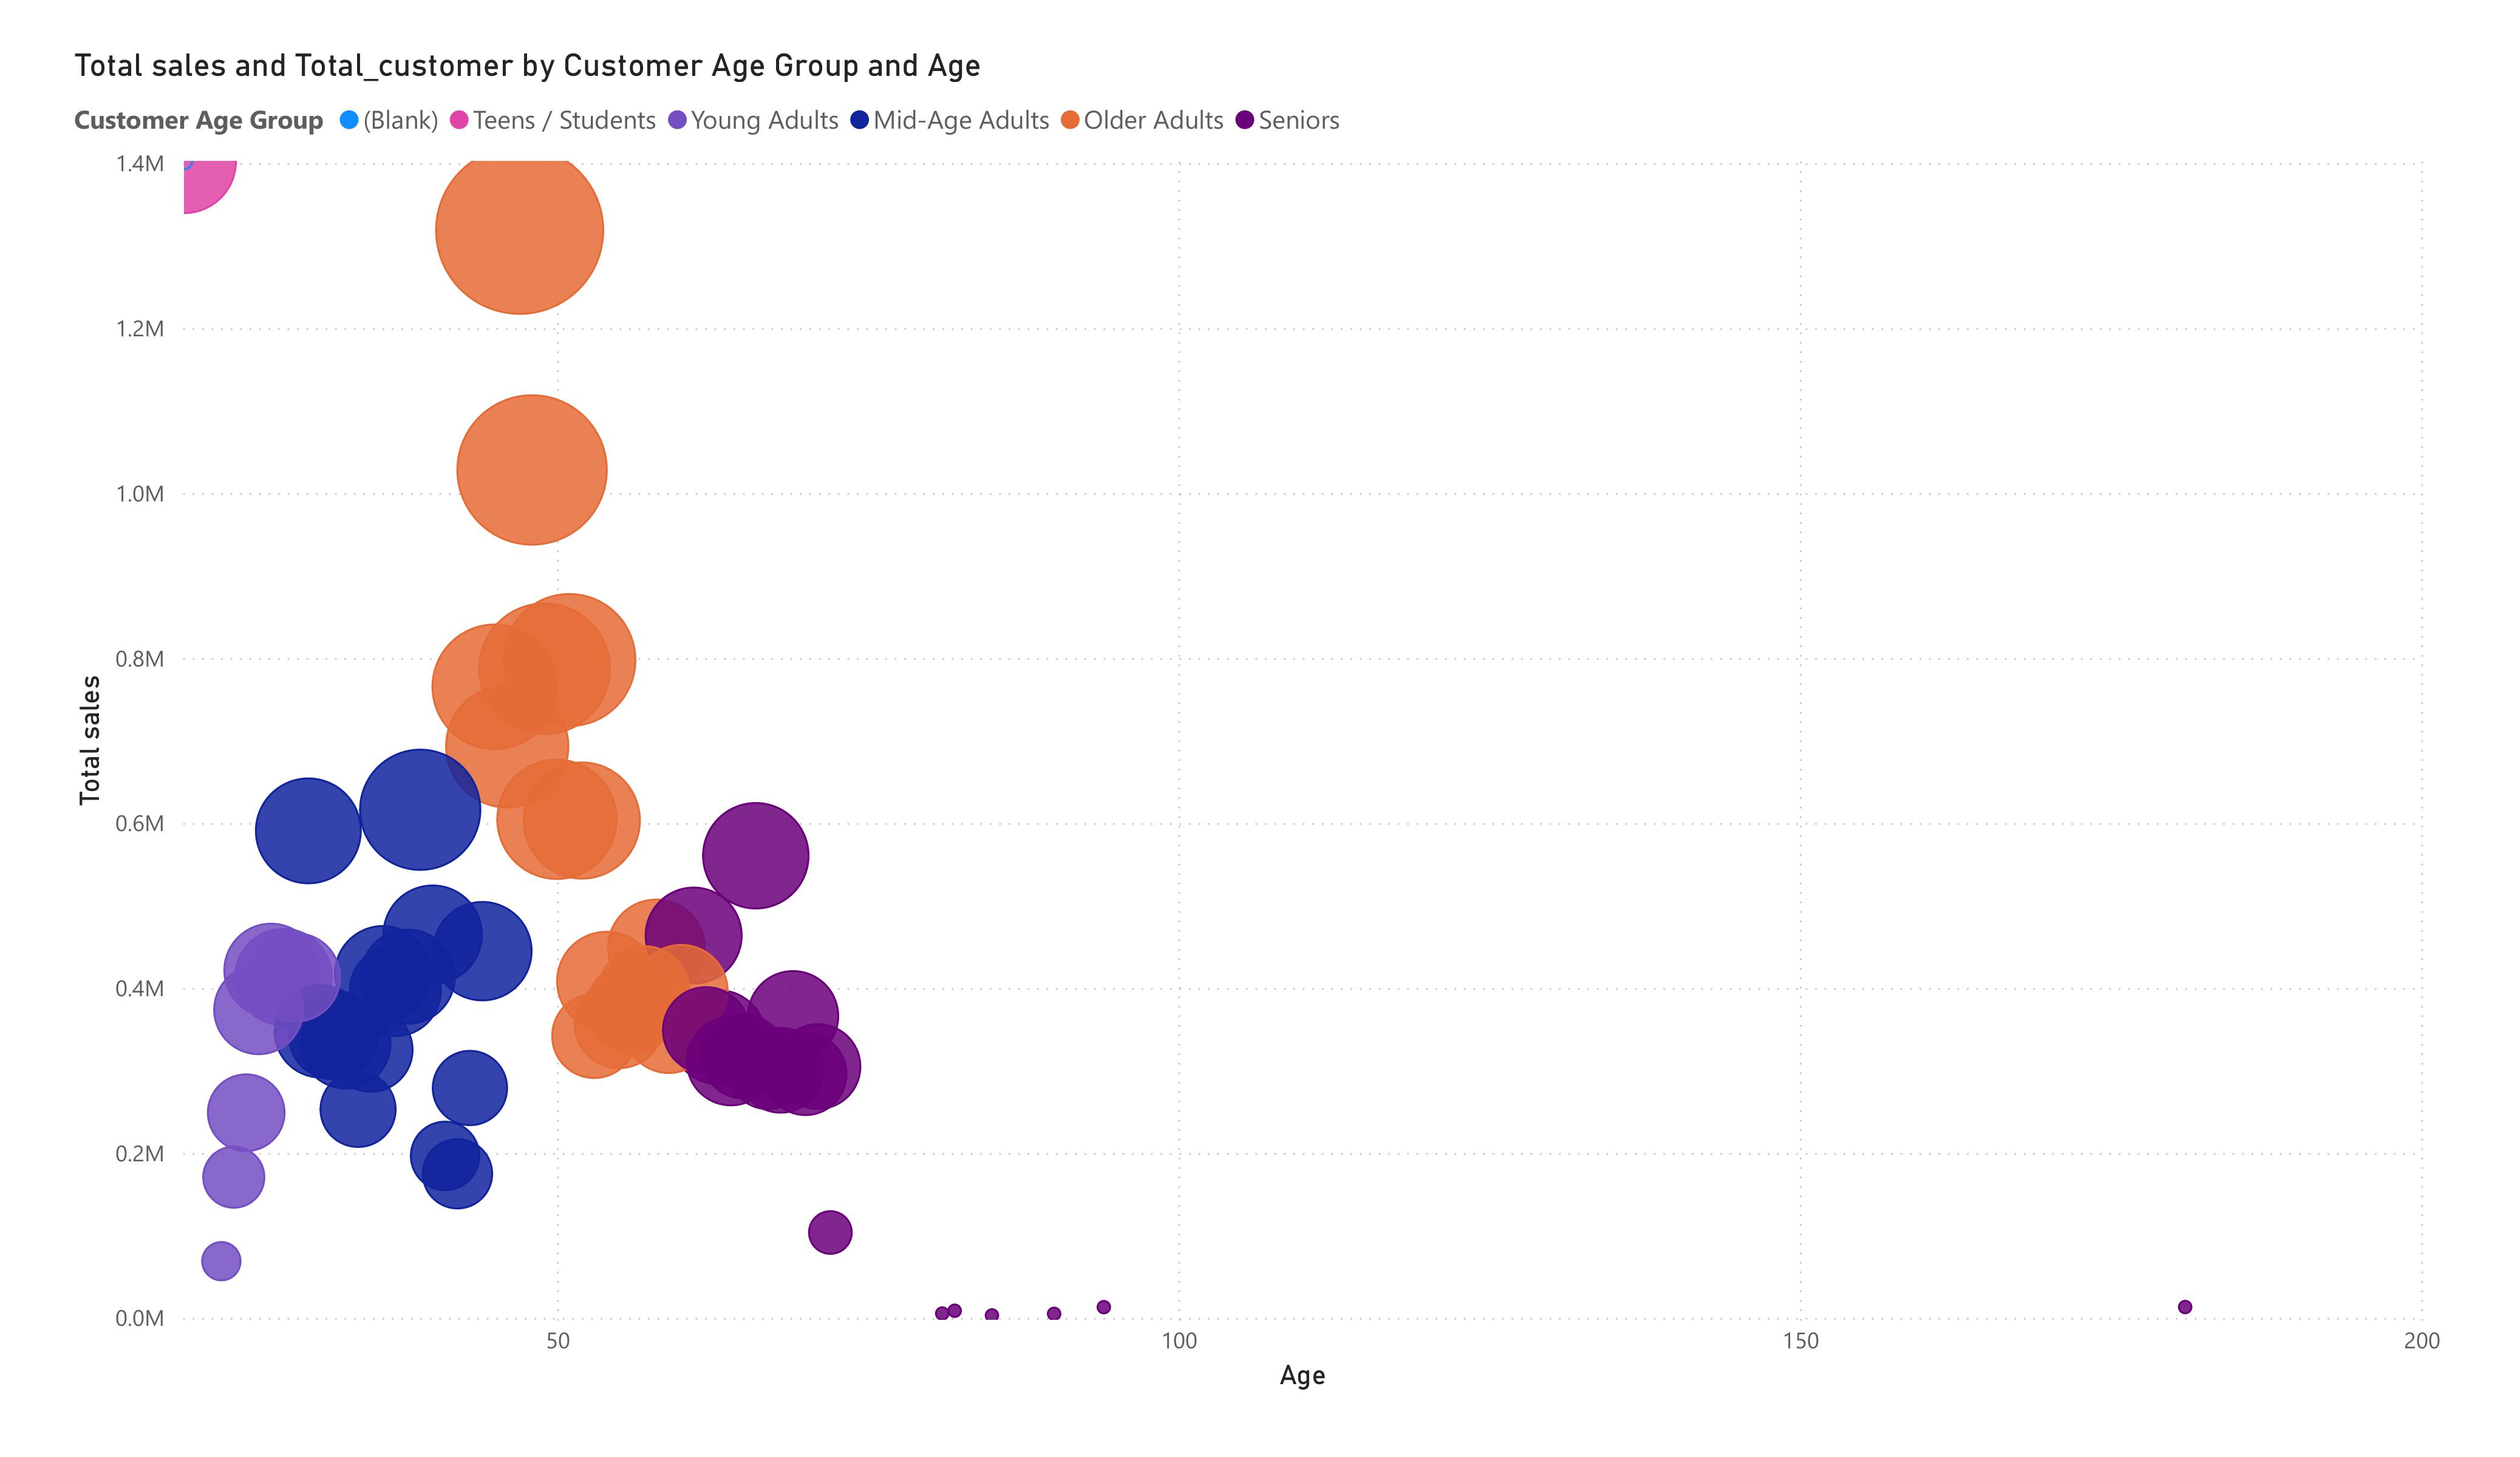 Total sales and Total_customer by Customer Age Group and Age
Customer Age Group (Blank) Teens / Students Young Adults Mid-Age Adults Older Adults Seniors
1.4M
1.2M
1.0M
0.8M
0.6M
0.4M
0.2M
0.0M
Total sales
50 100 150 200
Age